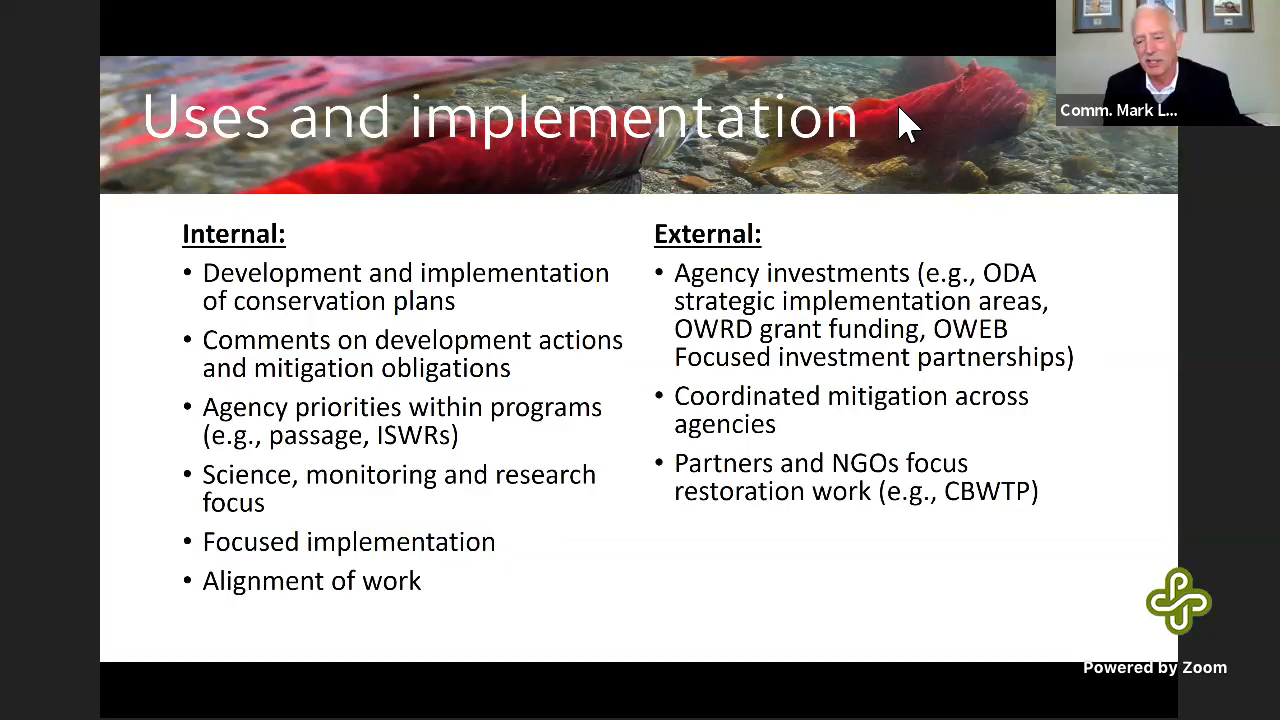 Uses and implementation
Comm. Mark L...
Internal:
• Development and implementation
of conservation plans
• Comments on development actions
and mitigation obligations
• Agency priorities within programs
(e.g., passage, ISWRs)
• Science, monitoring and research
focus
• Focused implementation
• Alignment of work
External:
• Agency investments (e.g., ODA
strategic implementation areas,
OWRD grant funding, OWEB
Focused investment partnerships)
• Coordinated mitigation across
agencies
• Partners and NGOs focus
restoration work (e.g., CBWTP)
Powered by Zoom